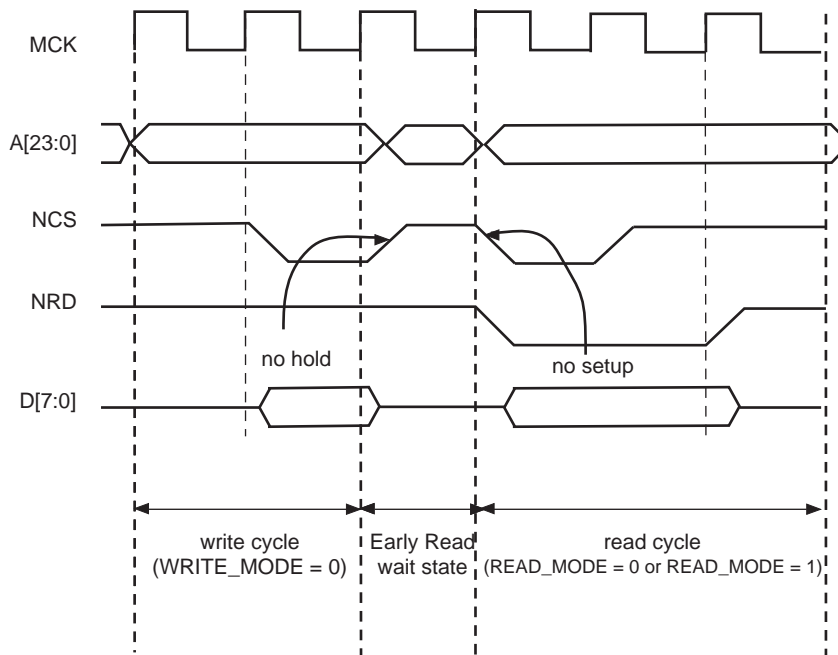 MCK
A[23:0]
NCS
NRD
no hold
no setup
D[7:0]
write cycle
(WRITE_MODE = 0)
Early Read
wait state
read cycle
(READ_MODE = 0 or READ_MODE = 1)